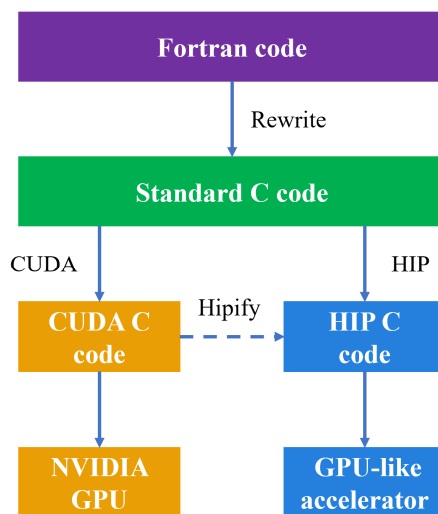 Fortran code
Rewrite
Standard C code
CUDA
HIP
CUDA C
code
Hipify
HIP C
code
NVIDIA
GPU
GPU-like
accelerator